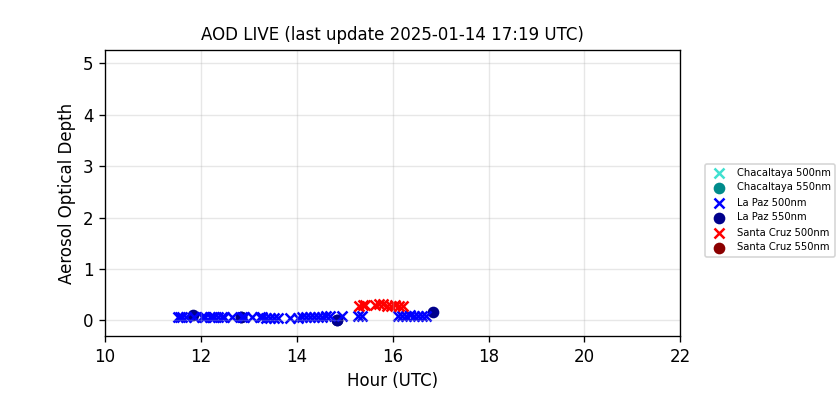 AOD LIVE (last update 2025-01-14 17:19 UTC)
5
4
3
2
1
0
Aerosol Optical Depth
10 12 14 16 18 20 22
Hour (UTC)
Chacaltaya 500nm
Chacaltaya 550nm
La Paz 500nm
La Paz 550nm
Santa Cruz 500nm
Santa Cruz 550nm